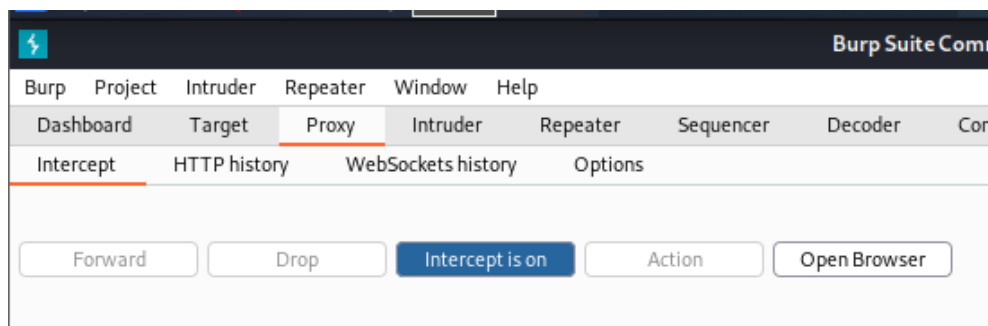 Burp Suite Com
Burp Project Intruder Repeater Window Help
Dashboard Target Proxy Intruder Repeater Sequencer Decoder Co
Intercept HTTP history WebSockets history Options
Forward Drop Intercept is on Action Open Browser